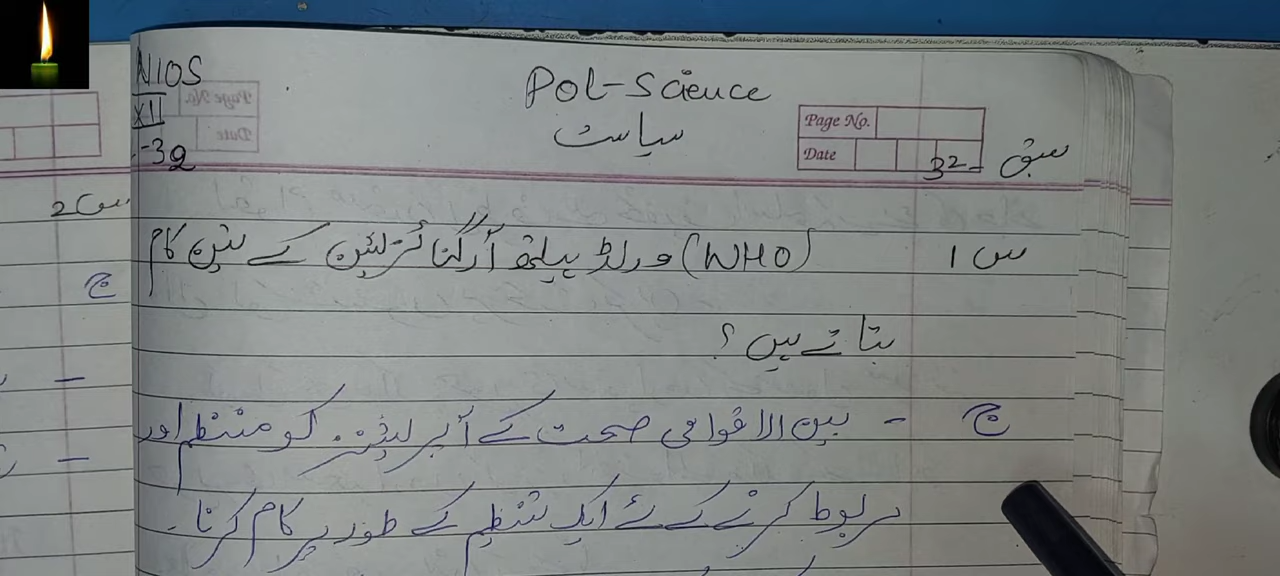 NIOS
XII
-32
Pol-Science
سیاست
Page No.
Date
سبق -32
س 1 (WHO) ورلڈ ہیلتھ آرگنائزیشن کے تین کام
بتاتے ہیں؟
ج - بین الاقوامی صحت کے آپریشنز کو منظم اور
مربوط کرنے کے لئے ایک تنظیم کے طور پر کام کرنا۔
س 2
ج